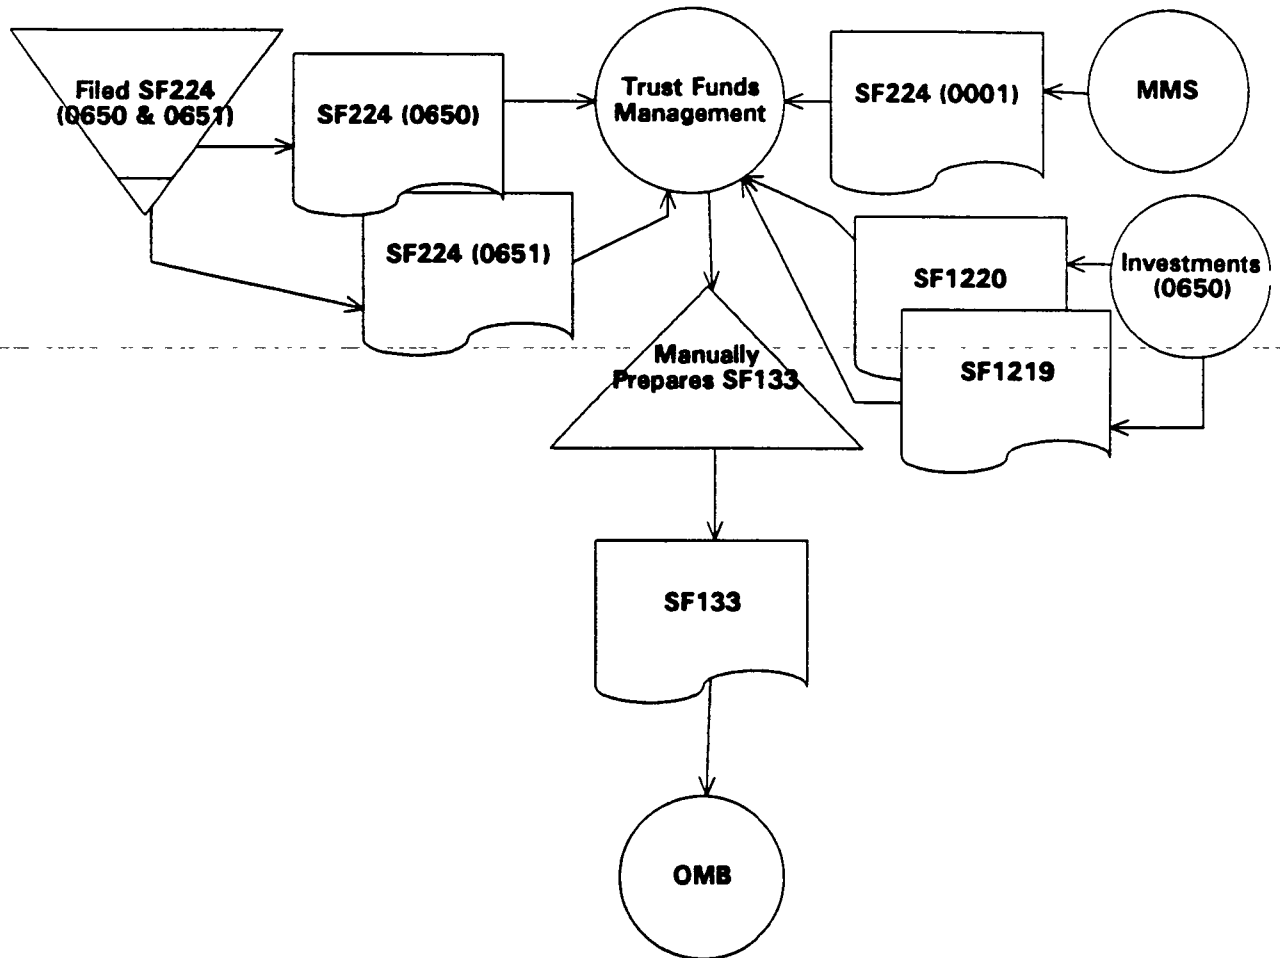 Filed SF224
(0650 & 0651)
SF224 (0650)
SF224 (0651)
Trust Funds
Management
SF224 (0001)
MMS
SF1220
Investments
(0650)
SF1219
Manually
Prepares SF133
SF133
OMB